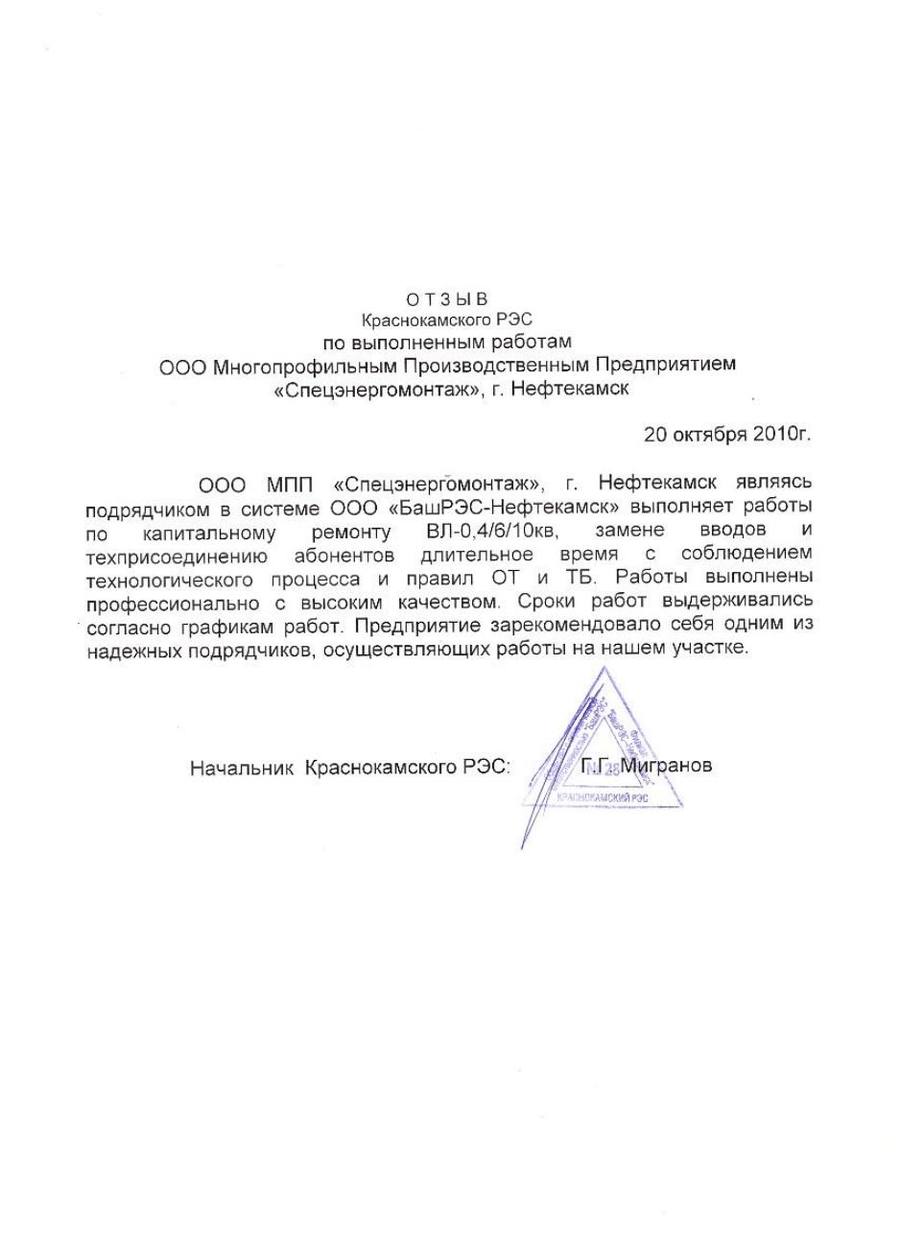 О Т З Ы В
Краснокамского РЭС
по выполненным работам
ООО Многопрофильным Производственным Предприятием
«Спецэнергомонтаж», г. Нефтекамск
20 октября 2010г.
ООО МПП «Спецэнергомонтаж», г. Нефтекамск являясь
подрядчиком в системе ООО «БашРЭС-Нефтекамск» выполняет работы
по капитальному ремонту ВЛ-0,4/6/10кв, замене вводов и
техприсоединению абонентов длительное время с соблюдением
технологического процесса и правил ОТ и ТБ. Работы выполнены
профессионально с высоким качеством. Сроки работ выдерживались
согласно графикам работ. Предприятие зарекомендовало себя одним из
надежных подрядчиков, осуществляющих работы на нашем участке.
Начальник Краснокамского РЭС: Г.Г. Мигранов
КРАСНОКАМСКИЙ РЭС